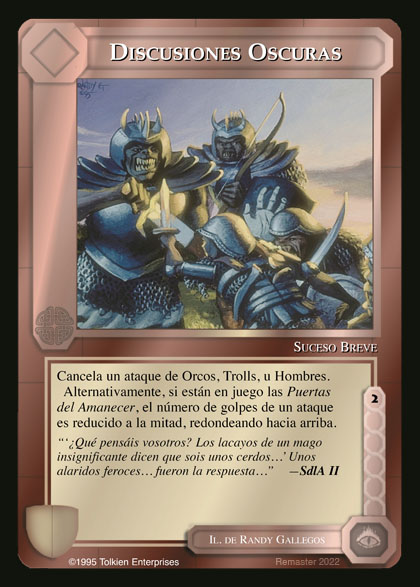 DISCUSIONES OSCURAS
SUCESO BREVE
Cancela un ataque de Orcos, Trolls, u Hombres.
Alternativamente, si están en juego las Puertas
del Amanecer, el número de golpes de un ataque
es reducido a la mitad, redondeando hacia arriba.
“‘¿Qué pensáis vosotros? Los lacayos de un mago
insignificante dicen que sois unos cerdos…’ Unos
alaridos feroces… fueron la respuesta…” —SdlA II
2
IL. DE RANDY GALLEGOS
©1995 Tolkien Enterprises
Remaster 2022